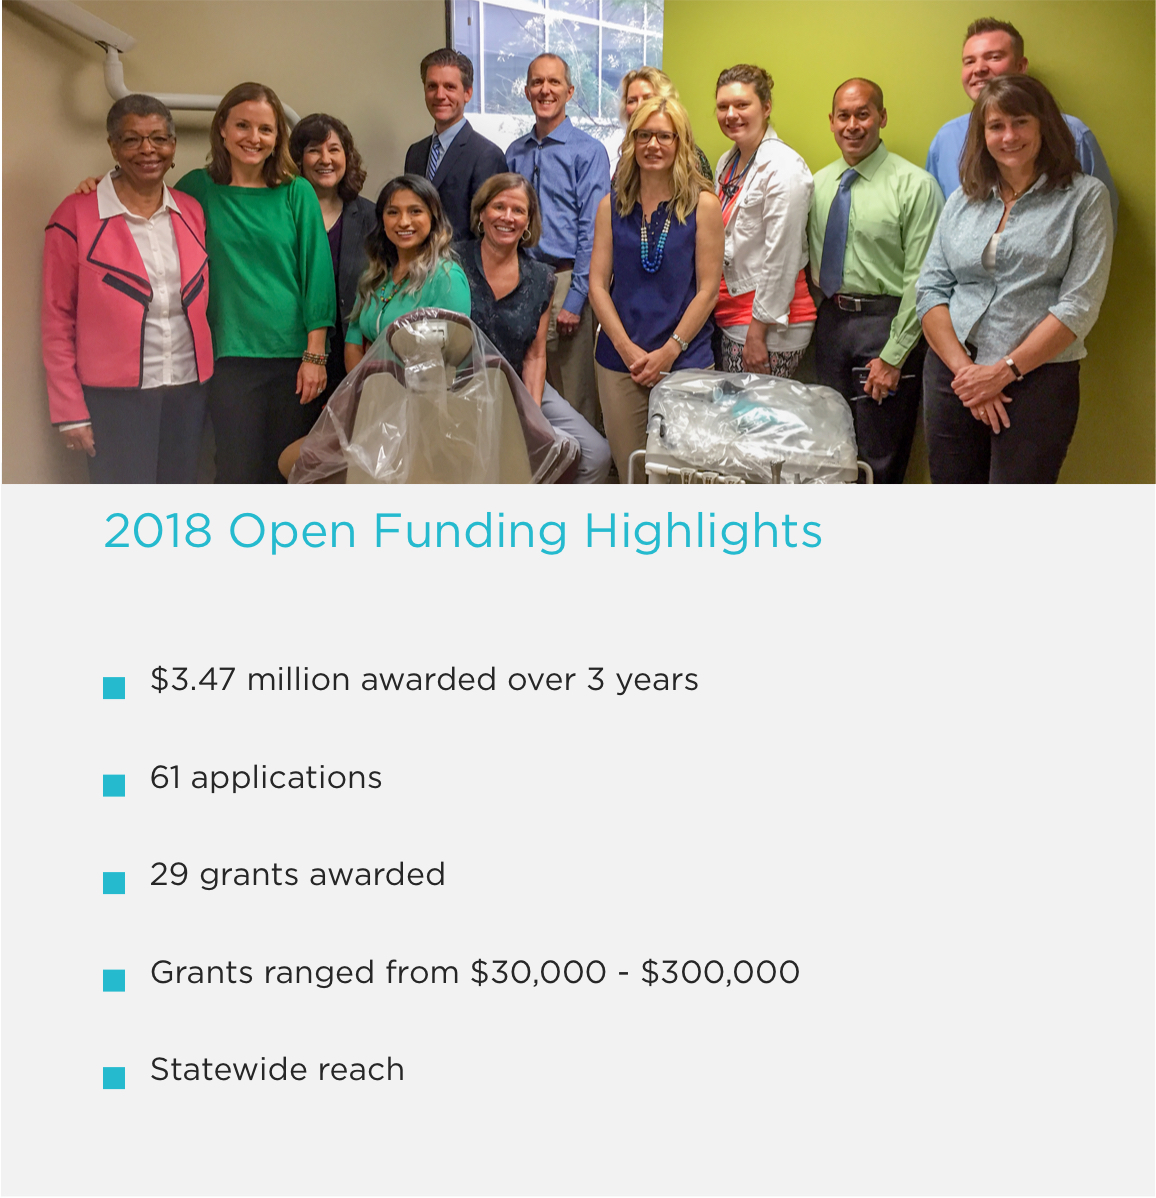 2018 Open Funding Highlights
$3.47 million awarded over 3 years
61 applications
29 grants awarded
Grants ranged from $30,000 - $300,000
Statewide reach